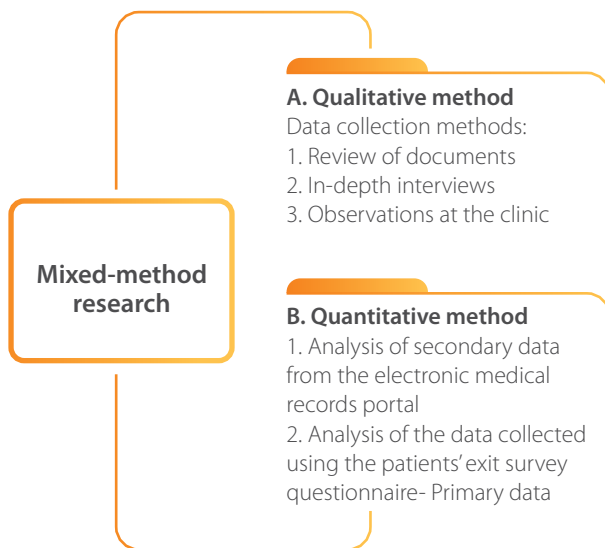 Mixed-method
research
A. Qualitative method
Data collection methods:
1. Review of documents
2. In-depth interviews
3. Observations at the clinic
B. Quantitative method
1. Analysis of secondary data
from the electronic medical
records portal
2. Analysis of the data collected
using the patients’ exit survey
questionnaire- Primary data